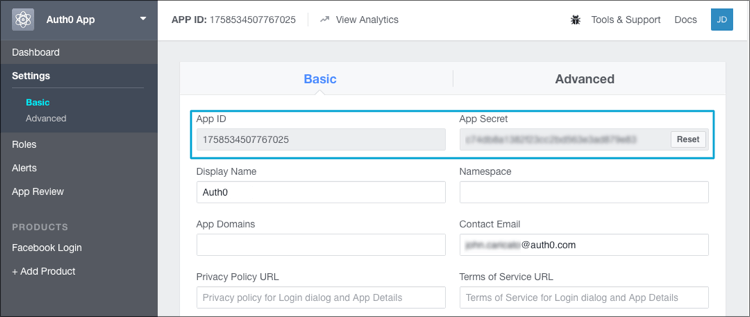 Auth0 App
APP ID: 1758534507767025
View Analytics
Tools & Support
Docs
JD
Dashboard
Settings
Basic
Advanced
Roles
Alerts
App Review
PRODUCTS
Facebook Login
+ Add Product
Basic
Advanced
App ID
App Secret
1758534507767025
Reset
Display Name
Namespace
Auth0
App Domains
Contact Email
@auth0.com
Privacy Policy URL
Terms of Service URL
Privacy policy for Login dialog and App Details
Terms of Service for Login dialog and App Details